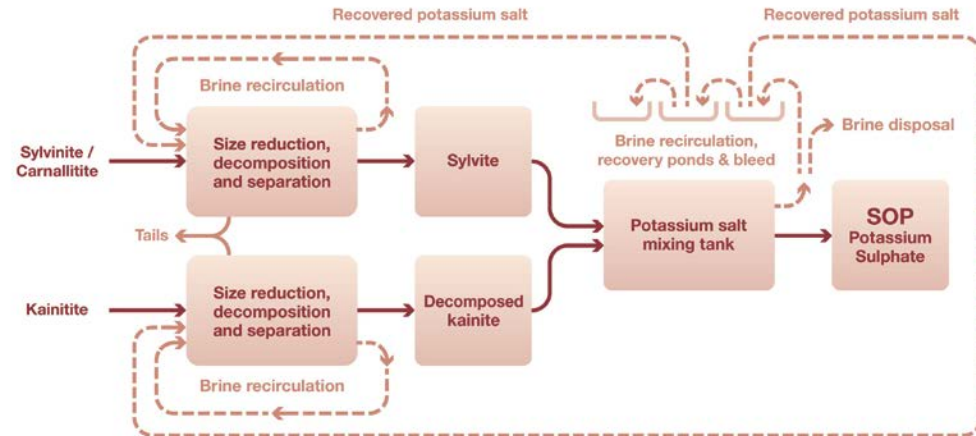 Recovered potassium salt
Recovered potassium salt
Brine recirculation
Sylvinite /
Carnallitite
Size reduction,
decomposition
and separation
Sylvite
Brine recirculation,
recovery ponds & bleed
Brine disposal
Tails
Potassium salt
mixing tank
SOP
Potassium
Sulphate
Kainitite
Size reduction,
decomposition
and separation
Decomposed
kainite
Brine recirculation